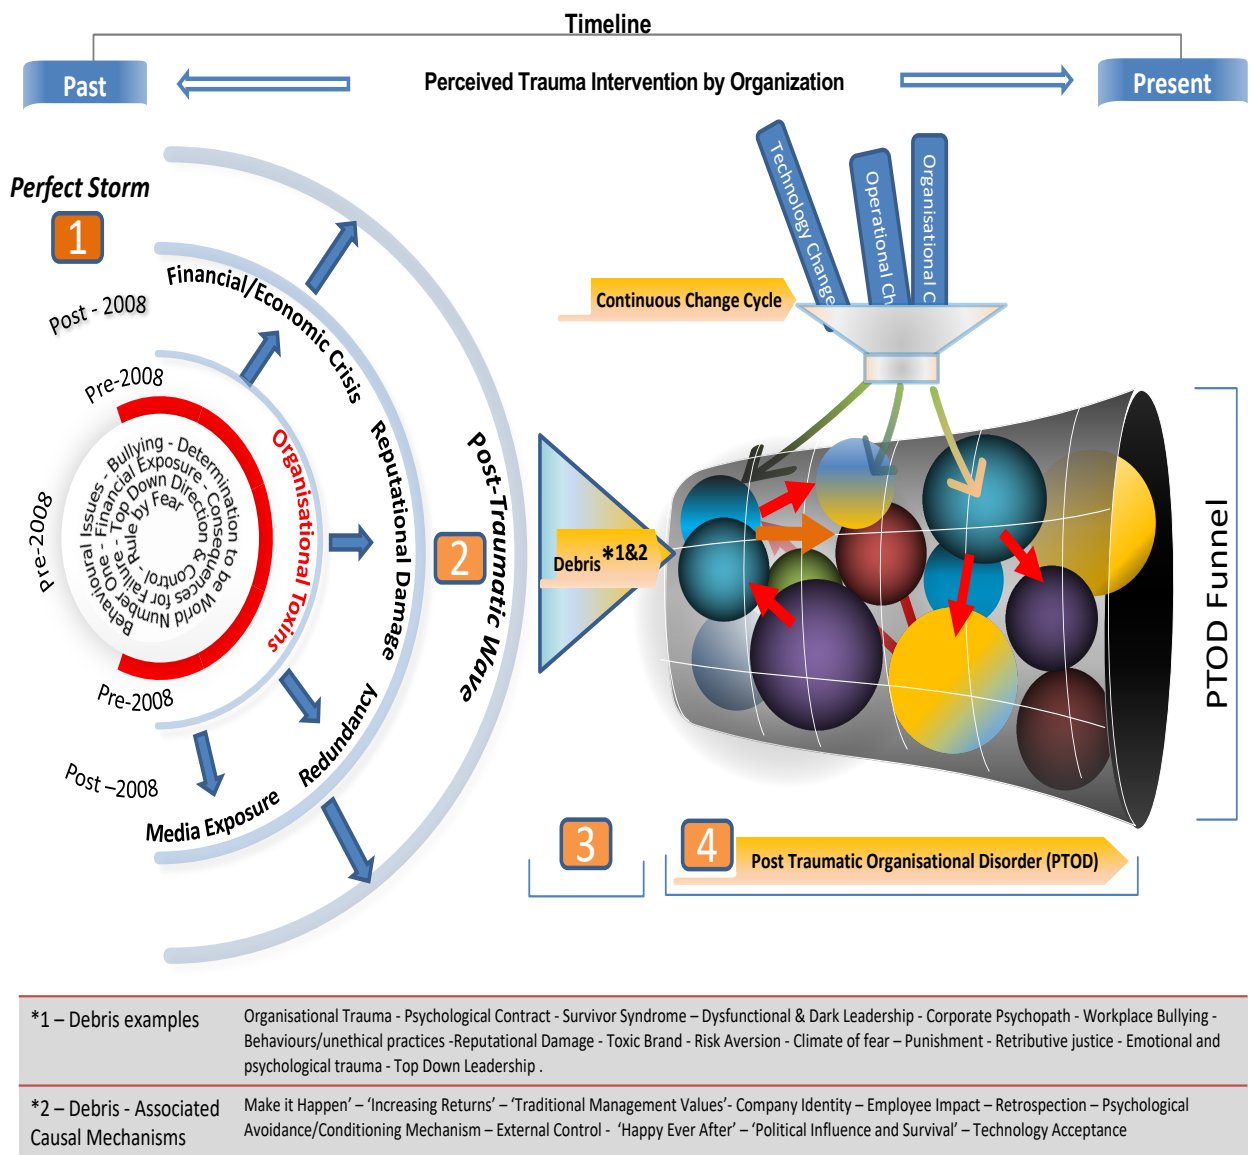 Timeline
Past
Perceived Trauma Intervention by Organization
Present
Perfect Storm
1
Post - 2008
Pre-2008
Pre-2008
Pre-2008
Post –2008
Behavioural Issues - Bullying - Determination to be World
Number One - Financial Exposure - Consequences for
Failure - Top Down Direction & Control -
Rule by Fear
Organisational Toxins
Financial/Economic Crisis
Reputational Damage
Redundancy
Media Exposure
Post-Traumatic Wave
2
Technology Change
Operational Ch
Organisational C
Continuous Change Cycle
Debris *1&2
PTOD Funnel
3
4
Post Traumatic Organisational Disorder (PTOD)
*1 – Debris examples
Organisational Trauma - Psychological Contract - Survivor Syndrome – Dysfunctional & Dark Leadership - Corporate Psychopath - Workplace Bullying -
Behaviours/unethical practices -Reputational Damage - Toxic Brand - Risk Aversion - Climate of fear – Punishment - Retributive justice - Emotional and
psychological trauma - Top Down Leadership .
*2 – Debris - Associated
Causal Mechanisms
Make it Happen’ – ‘Increasing Returns’ – ‘Traditional Management Values’- Company Identity – Employee Impact – Retrospection – Psychological
Avoidance/Conditioning Mechanism – External Control - ‘Happy Ever After’ – ‘Political Influence and Survival’ – Technology Acceptance